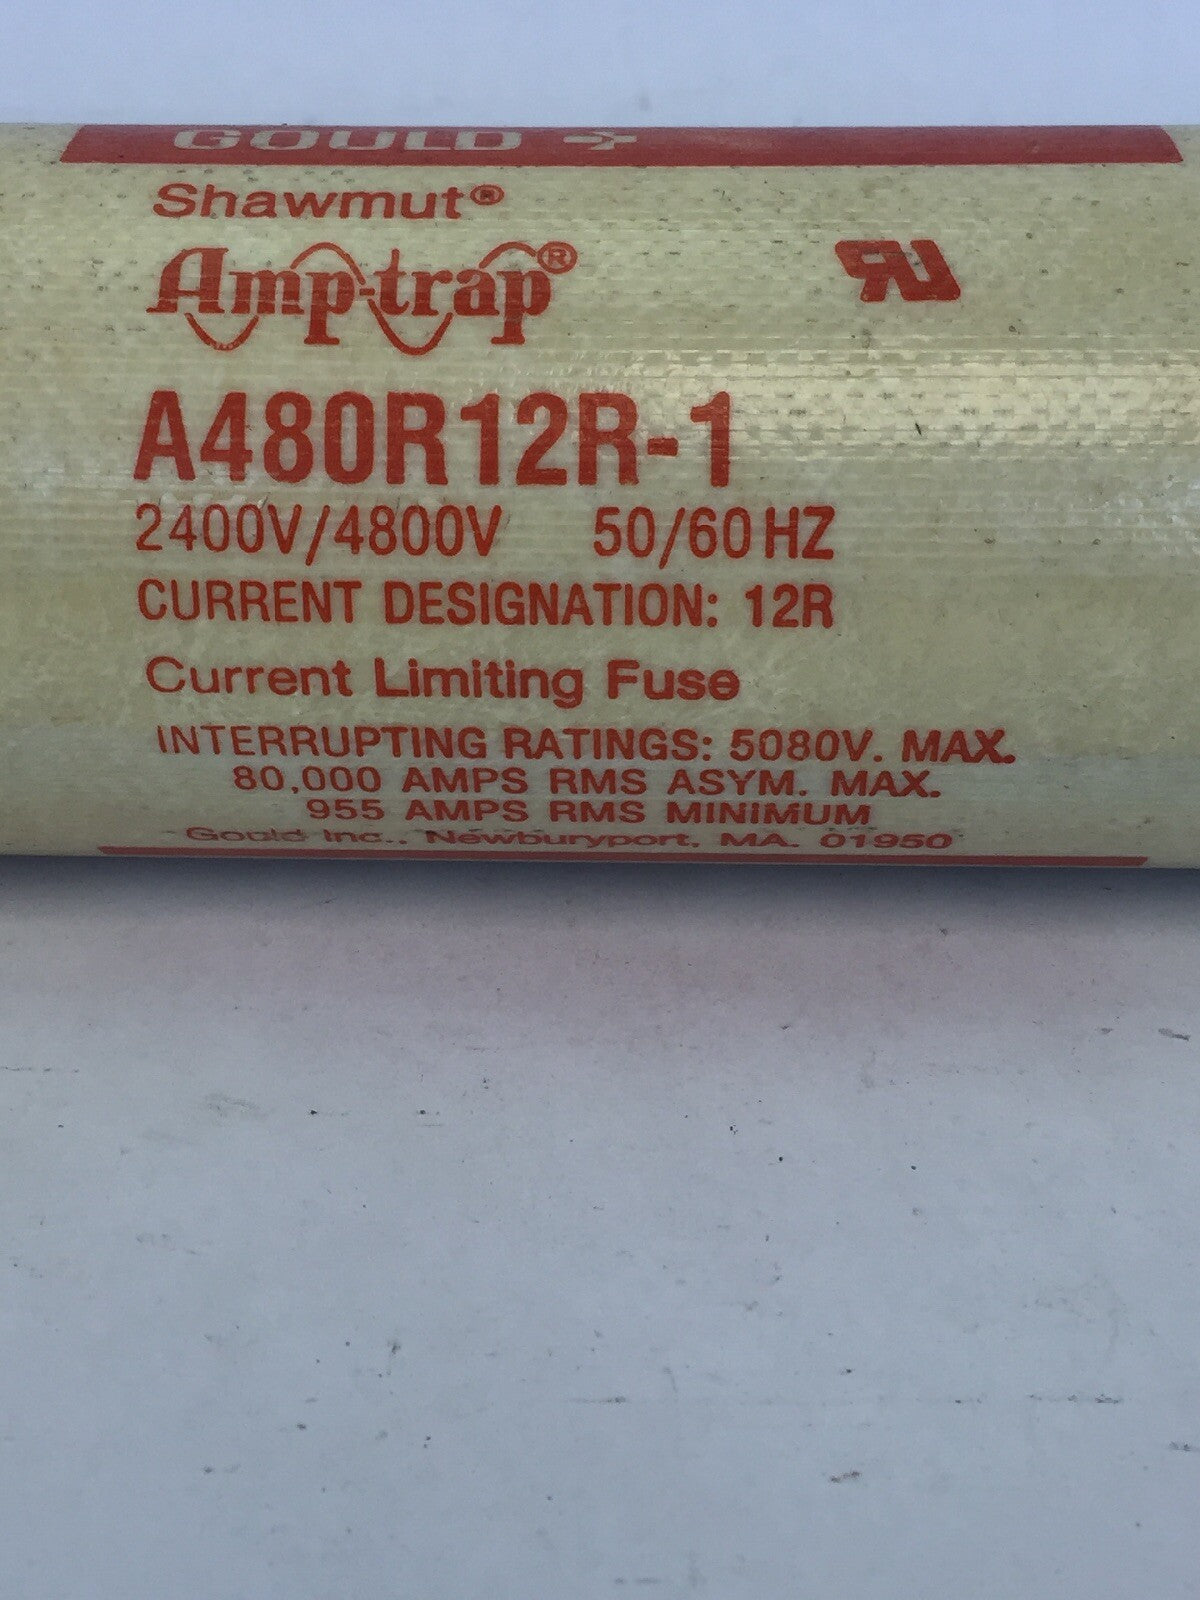 GOULD
Shawmut®
Amp-trap®
A480R12R-1
2400V/4800V 50/60 HZ
CURRENT DESIGNATION: 12R
Current Limiting Fuse
INTERRUPTING RATINGS: 5080V. MAX.
80,000 AMPS RMS ASYM. MAX.
955 AMPS RMS MINIMUM
Gould Inc., Newburyport, MA. 01950